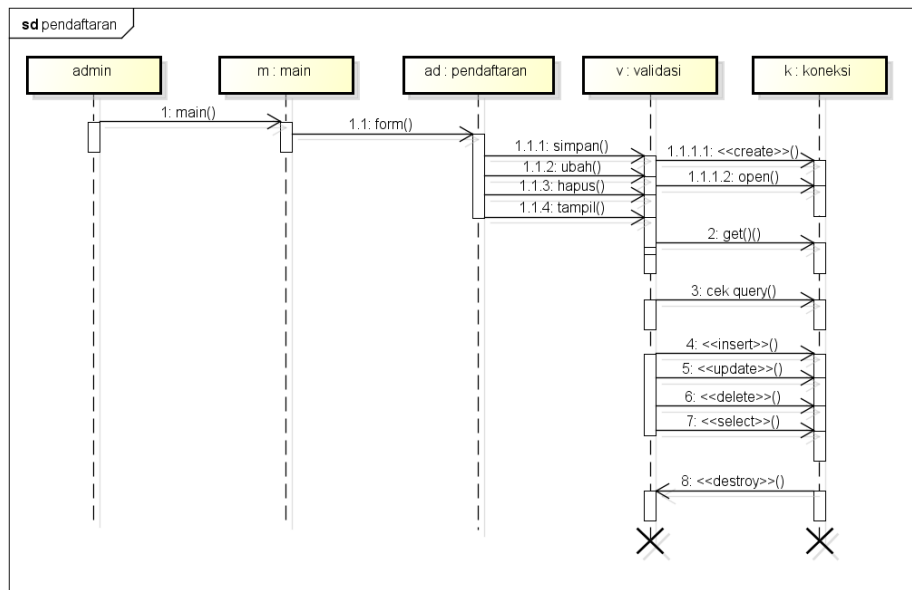 sd pendaftaran
admin
m : main
ad : pendaftaran
v : validasi
k : koneksi
1: main()
1.1: form()
1.1.1: simpan()
1.1.1.1: <<create>>()
1.1.2: ubah()
1.1.1.2: open()
1.1.3: hapus()
1.1.4: tampil()
2: get()()
3: cek query()
4: <<insert>>()
5: <<update>>()
6: <<delete>>()
7: <<select>>()
8: <<destroy>>()